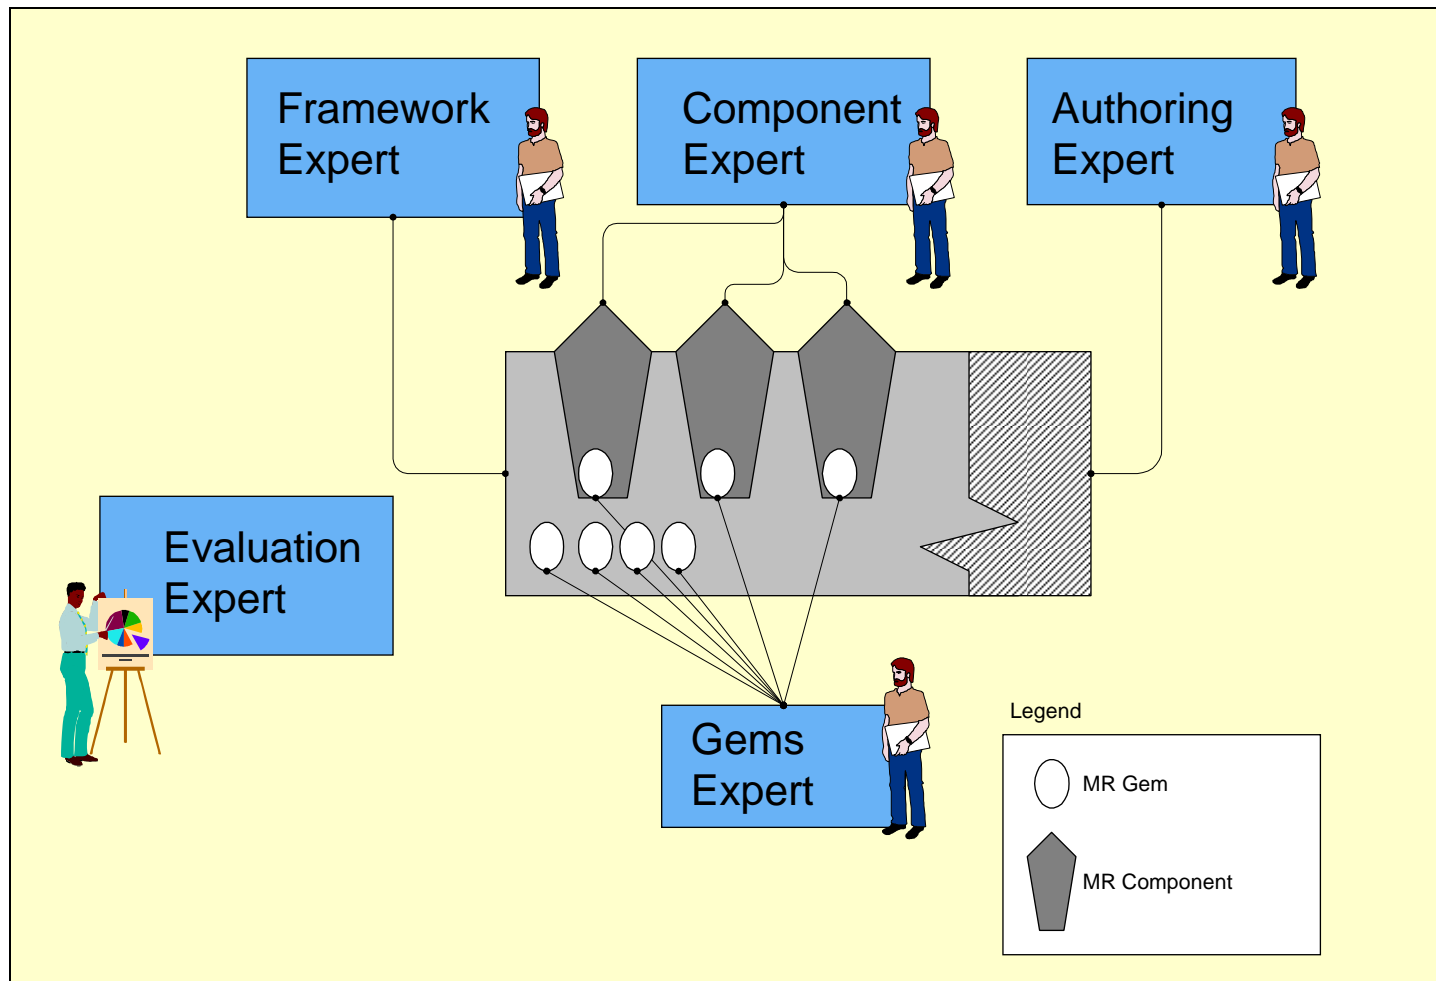 Framework
Expert
Component
Expert
Authoring
Expert
Evaluation
Expert
Gems
Expert
Legend
MR Gem
MR Component